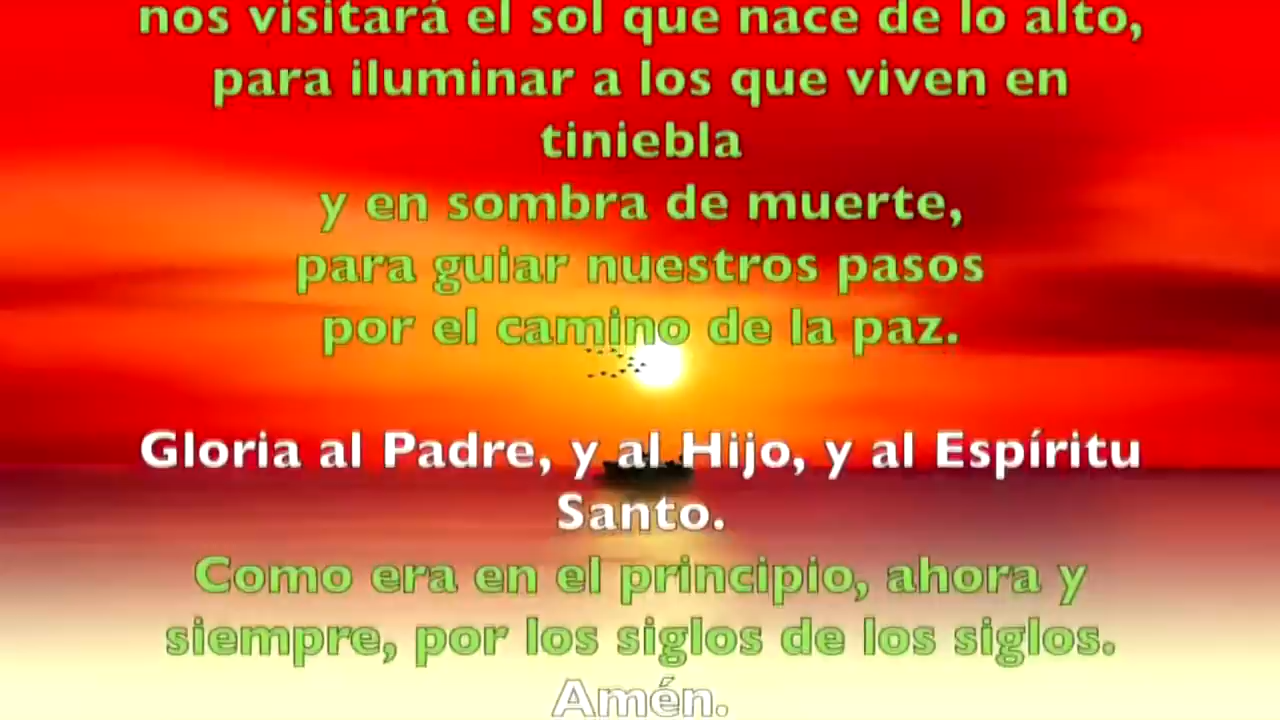 nos visitará el sol que nace de lo alto,
para iluminar a los que viven en
tiniebla
y en sombra de muerte,
para guiar nuestros pasos
por el camino de la paz.
Gloria al Padre, y al Hijo, y al Espíritu
Santo.
Como era en el principio, ahora y
siempre, por los siglos de los siglos.
Amén.